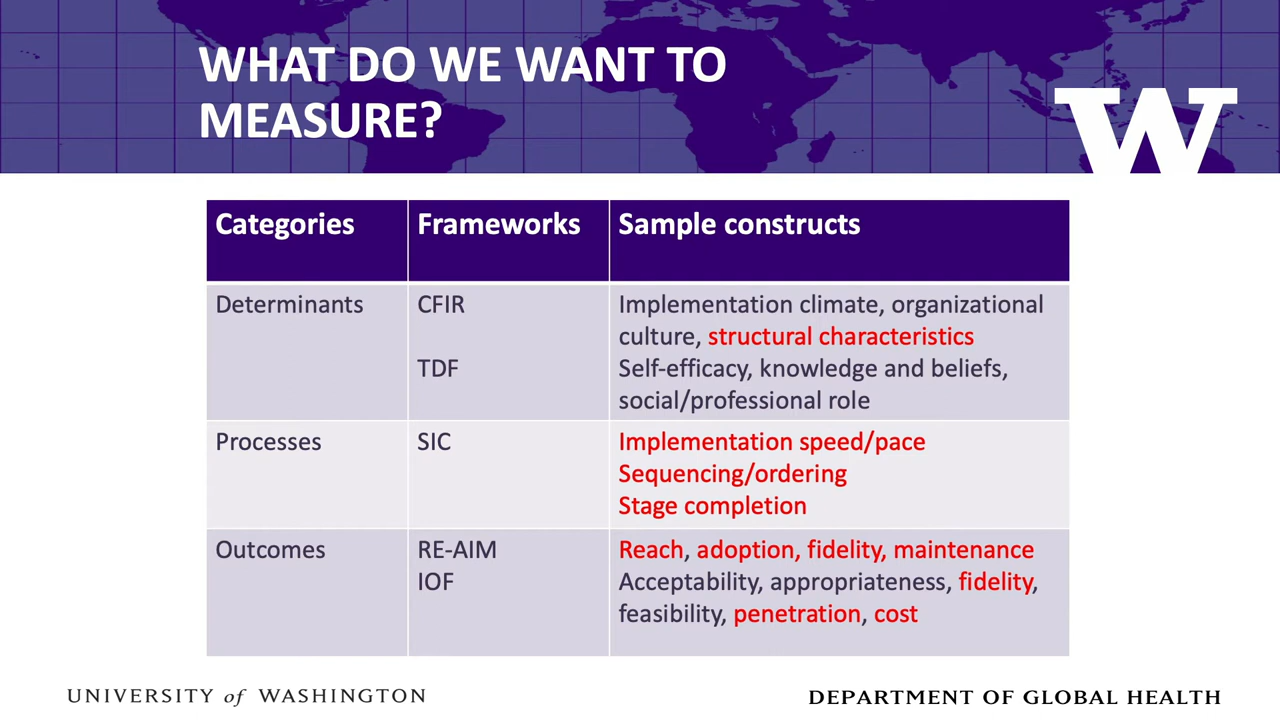 WHAT DO WE WANT TO
MEASURE?
W
Categories
Frameworks
Sample constructs
Determinants
CFIR
TDF
Implementation climate, organizational
culture, structural characteristics
Self-efficacy, knowledge and beliefs,
social/professional role
Processes
SIC
Implementation speed/pace
Sequencing/ordering
Stage completion
Outcomes
RE-AIM
IOF
Reach, adoption, fidelity, maintenance
Acceptability, appropriateness, fidelity,
feasibility, penetration, cost
UNIVERSITY of WASHINGTON
DEPARTMENT OF GLOBAL HEALTH